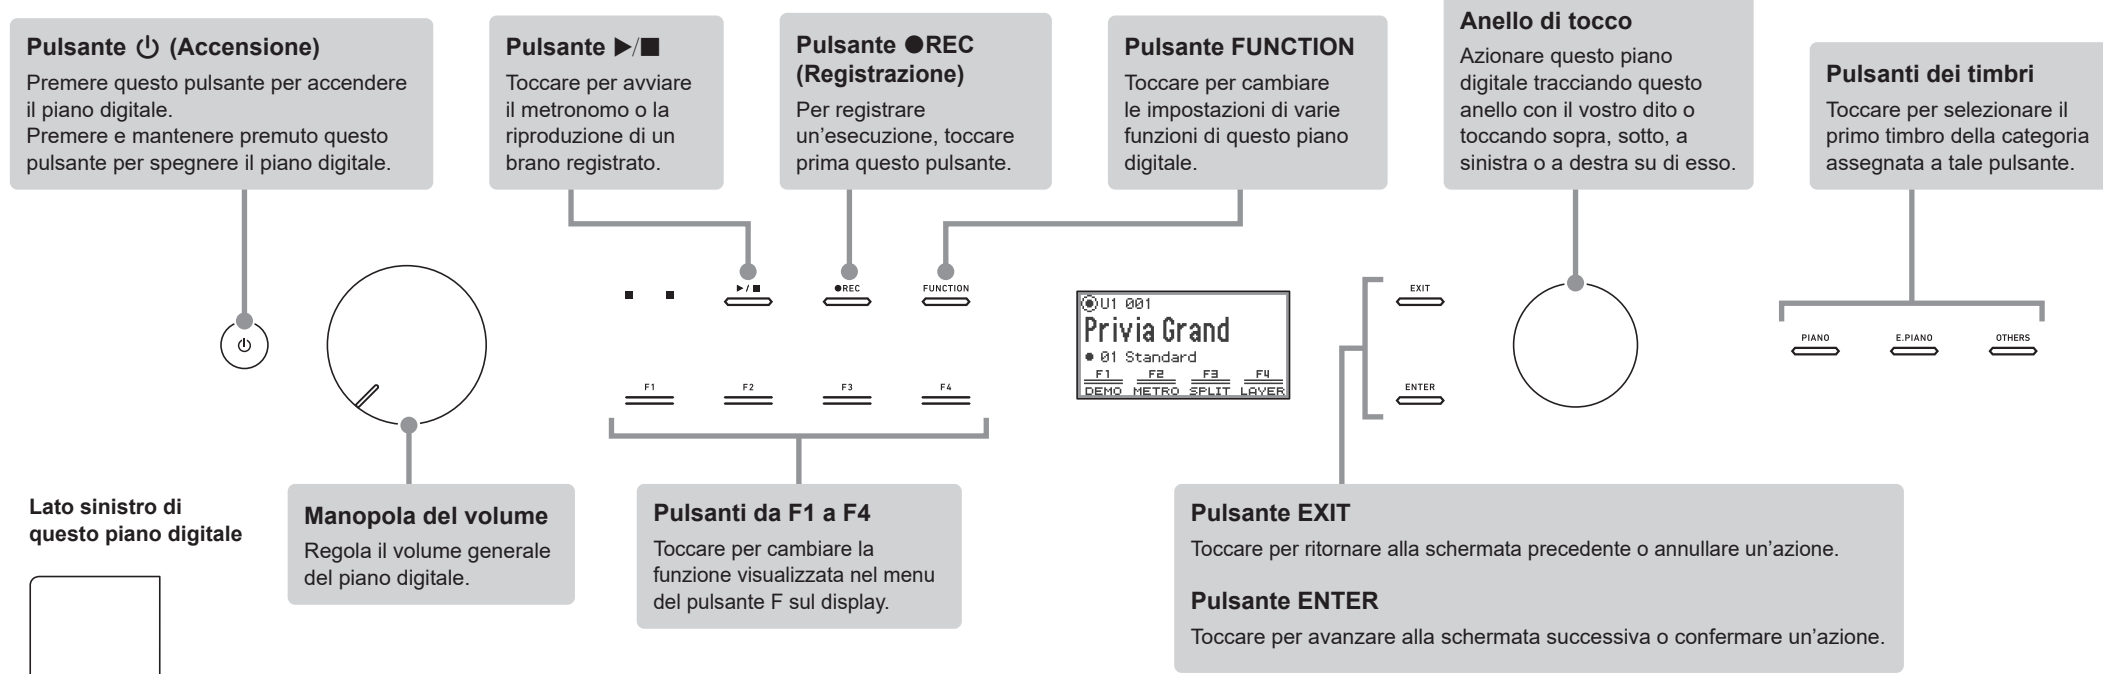 Pulsante ⏻ (Accensione)
Premere questo pulsante per accendere
il piano digitale.
Premere e mantenere premuto questo
pulsante per spegnere il piano digitale.
Pulsante ▶/■
Toccare per avviare
il metronomo o la
riproduzione di un
brano registrato.
Pulsante ●REC
(Registrazione)
Per registrare
un’esecuzione, toccare
prima questo pulsante.
Pulsante FUNCTION
Toccare per cambiare
le impostazioni di varie
funzioni di questo piano
digitale.
Anello di tocco
Azionare questo piano
digitale tracciando questo
anello con il vostro dito o
toccando sopra, sotto, a
sinistra o a destra su di esso.
Pulsanti dei timbri
Toccare per selezionare il
primo timbro della categoria
assegnata a tale pulsante.
▶/■
●REC
FUNCTION
F1
F2
F3
F4
U1 001
Privia Grand
● 01 Standard
F1 F2 F3 F4
DEMO METRO SPLIT LAYER
EXIT
ENTER
PIANO
E.PIANO
OTHERS
Lato sinistro di
questo piano digitale
Manopola del volume
Regola il volume generale
del piano digitale.
Pulsanti da F1 a F4
Toccare per cambiare la
funzione visualizzata nel menu
del pulsante F sul display.
Pulsante EXIT
Toccare per ritornare alla schermata precedente o annullare un’azione.
Pulsante ENTER
Toccare per avanzare alla schermata successiva o confermare un’azione.